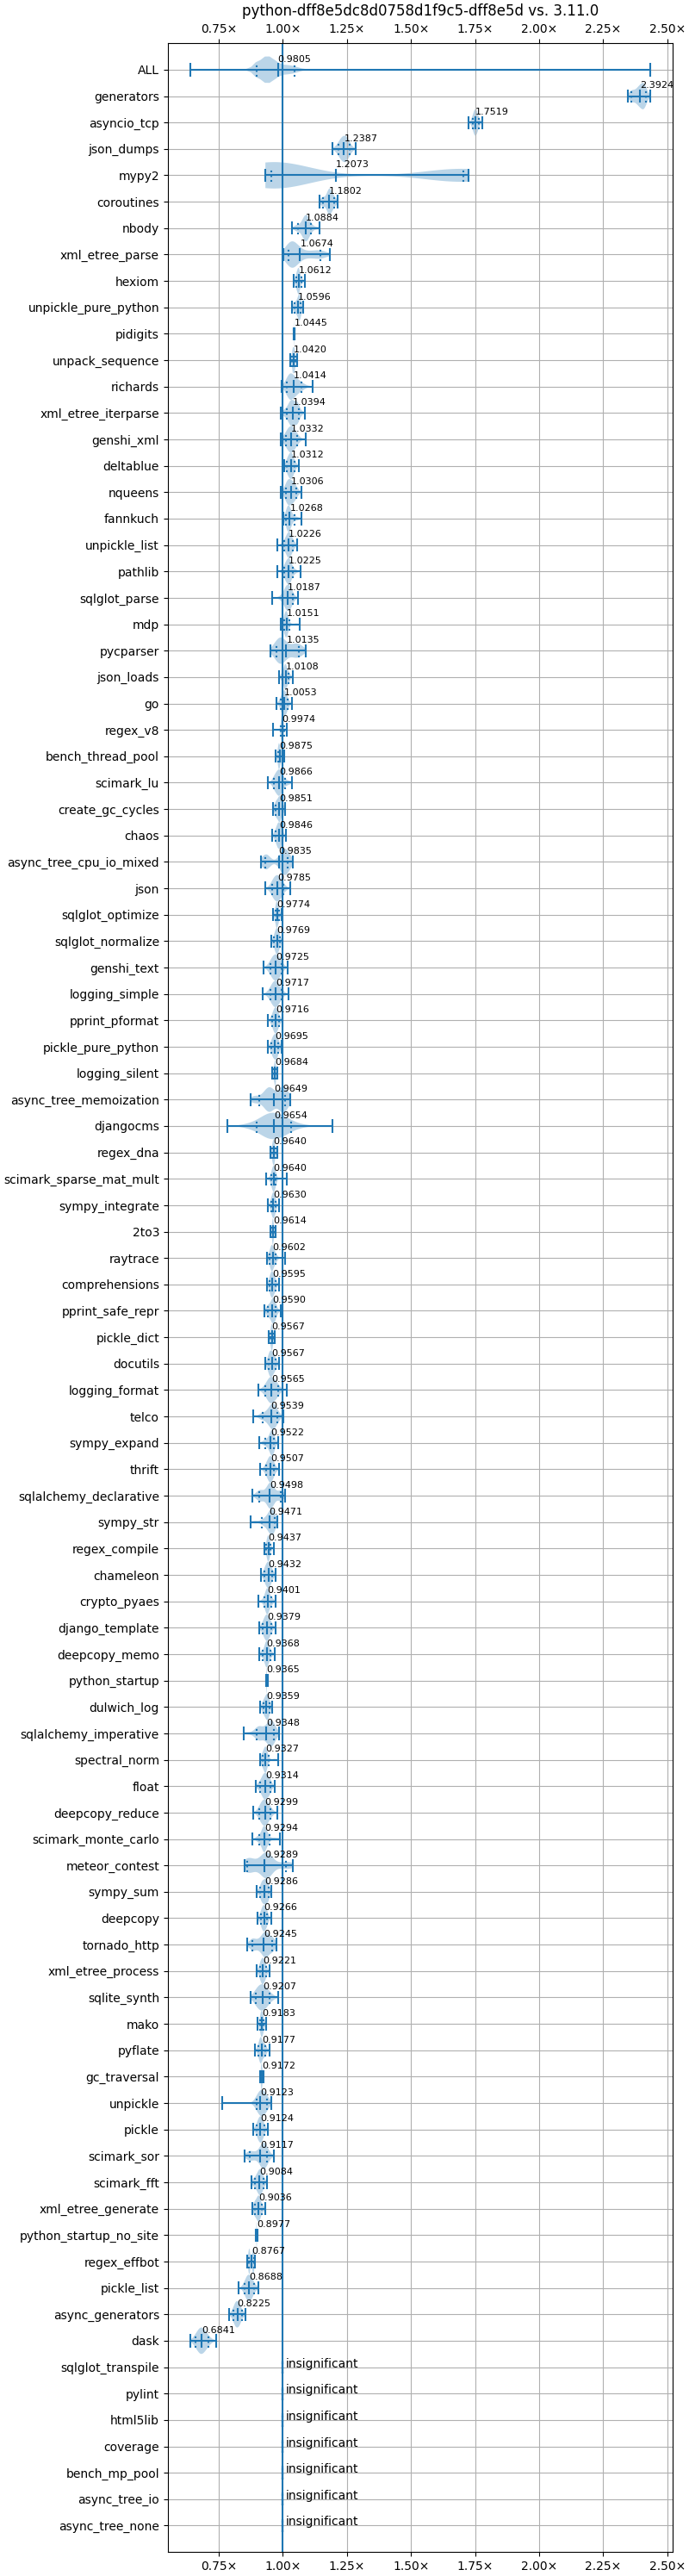 python-dff8e5dc8d0758d1f9c5-dff8e5d vs. 3.11.0
0.75× 1.00× 1.25× 1.50× 1.75× 2.00× 2.25× 2.50×
ALL 0.9805
generators 2.3924
asyncio_tcp 1.7519
json_dumps 1.2387
mypy2 1.2073
coroutines 1.1802
nbody 1.0884
xml_etree_parse 1.0674
hexiom 1.0612
unpickle_pure_python 1.0596
pidigits 1.0445
unpack_sequence 1.0420
richards 1.0414
xml_etree_iterparse 1.0394
genshi_xml 1.0332
deltablue 1.0312
nqueens 1.0306
fannkuch 1.0268
unpickle_list 1.0226
pathlib 1.0225
sqlglot_parse 1.0187
mdp 1.0151
pycparser 1.0135
json_loads 1.0108
go 1.0053
regex_v8 0.9974
bench_thread_pool 0.9875
scimark_lu 0.9866
create_gc_cycles 0.9851
chaos 0.9846
async_tree_cpu_io_mixed 0.9835
json 0.9785
sqlglot_optimize 0.9774
sqlglot_normalize 0.9769
genshi_text 0.9725
logging_simple 0.9717
pprint_pformat 0.9716
pickle_pure_python 0.9695
logging_silent 0.9684
async_tree_memoization 0.9649
djangocms 0.9654
regex_dna 0.9640
scimark_sparse_mat_mult 0.9640
sympy_integrate 0.9630
2to3 0.9614
raytrace 0.9602
comprehensions 0.9595
pprint_safe_repr 0.9590
pickle_dict 0.9567
docutils 0.9567
logging_format 0.9565
telco 0.9539
sympy_expand 0.9522
thrift 0.9507
sqlalchemy_declarative 0.9498
sympy_str 0.9471
regex_compile 0.9437
chameleon 0.9432
crypto_pyaes 0.9401
django_template 0.9379
deepcopy_memo 0.9368
python_startup 0.9365
dulwich_log 0.9359
sqlalchemy_imperative 0.9348
spectral_norm 0.9327
float 0.9314
deepcopy_reduce 0.9299
scimark_monte_carlo 0.9294
meteor_contest 0.9289
sympy_sum 0.9286
deepcopy 0.9266
tornado_http 0.9245
xml_etree_process 0.9221
sqlite_synth 0.9207
mako 0.9183
pyflate 0.9177
gc_traversal 0.9172
unpickle 0.9123
pickle 0.9124
scimark_sor 0.9117
scimark_fft 0.9084
xml_etree_generate 0.9036
python_startup_no_site 0.8977
regex_effbot 0.8767
pickle_list 0.8688
async_generators 0.8225
dask 0.6841
sqlglot_transpile insignificant
pylint insignificant
html5lib insignificant
coverage insignificant
bench_mp_pool insignificant
async_tree_io insignificant
async_tree_none insignificant
0.75× 1.00× 1.25× 1.50× 1.75× 2.00× 2.25× 2.50×